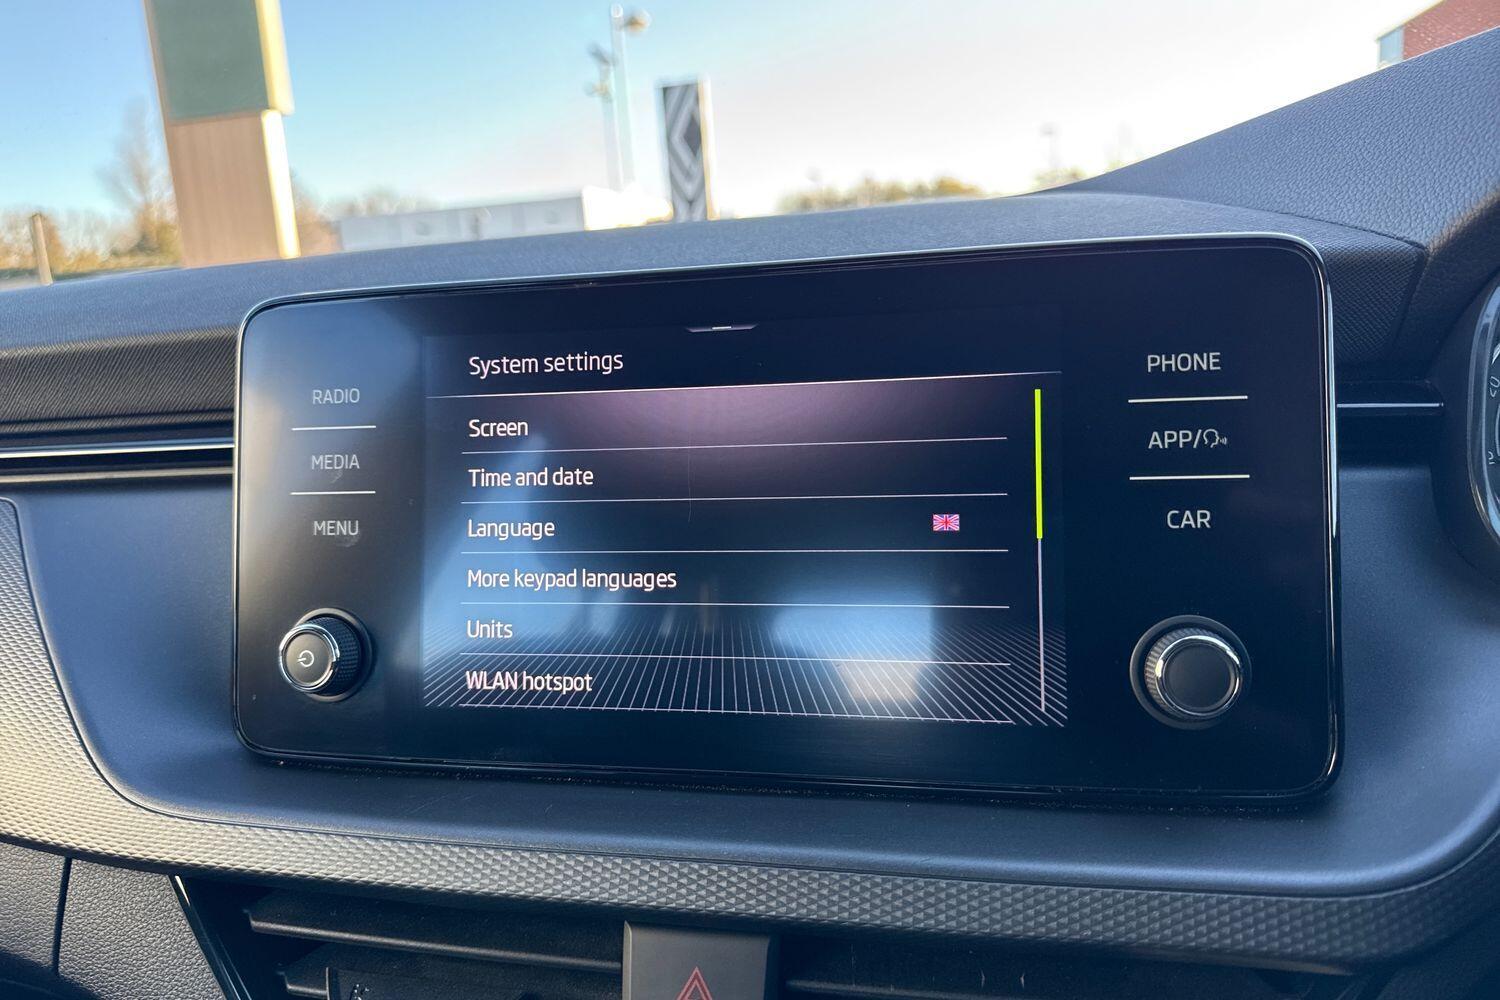 System settings
Screen
Time and date
Language
More keypad languages
Units
WLAN hotspot
RADIO
MEDIA
MENU
PHONE
APP/
CAR
20